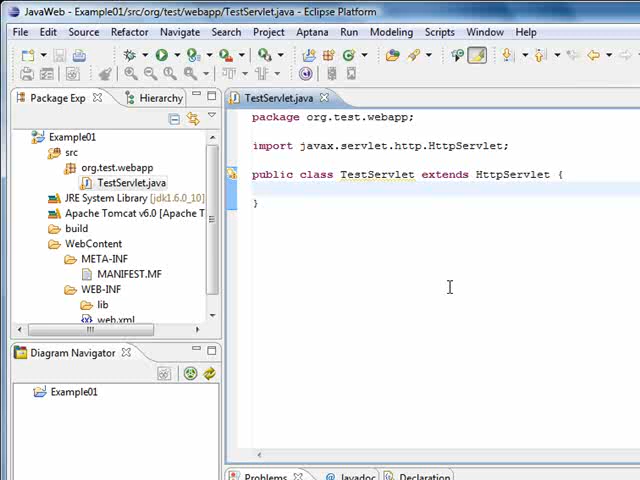 JavaWeb - Example01/src/org/test/webapp/TestServlet.java - Eclipse Platform
File Edit Source Refactor Navigate Search Project Aptana Run Modeling Scripts Window Help
Package Exp
Hierarchy
Example01
src
org.test.webapp
TestServlet.java
JRE System Library [jdk1.6.0_10]
Apache Tomcat v6.0 [Apache T
build
WebContent
META-INF
MANIFEST.MF
WEB-INF
lib
web.xml
Diagram Navigator
Example01
TestServlet.java
package org.test.webapp;
import javax.servlet.http.HttpServlet;
public class TestServlet extends HttpServlet {
}
Problems
@ Javadoc
Declaration